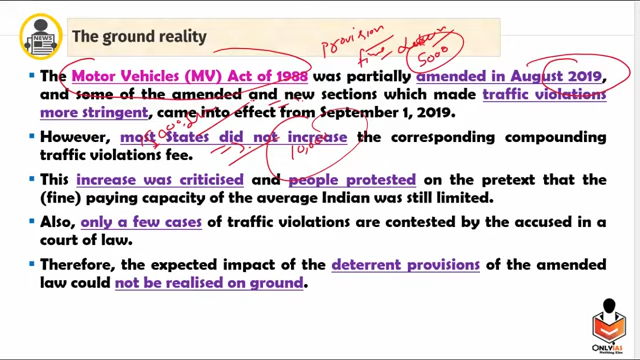 NEWS
The ground reality
provision
fine
5000
The Motor Vehicles (MV) Act of 1988 was partially amended in August 2019,
and some of the amended and new sections which made traffic violations
more stringent, came into effect from September 1, 2019.
However, most States did not increase the corresponding compounding
10,000
traffic violations fee.
This increase was criticised and people protested on the pretext that the
(fine) paying capacity of the average Indian was still limited.
Also, only a few cases of traffic violations are contested by the accused in a
court of law.
Therefore, the expected impact of the deterrent provisions of the amended
law could not be realised on ground.
ONLYIAS